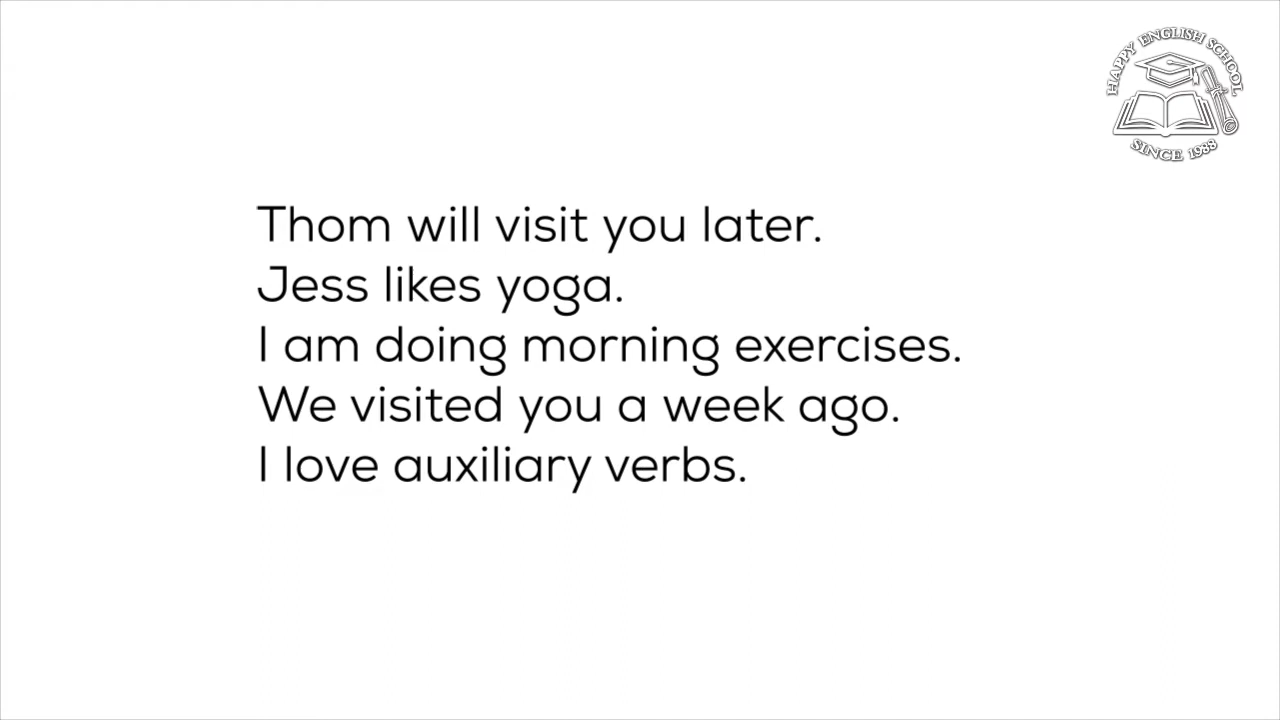 HAPPY ENGLISH SCHOOL
SINCE 1988
Thom will visit you later.
Jess likes yoga.
I am doing morning exercises.
We visited you a week ago.
I love auxiliary verbs.